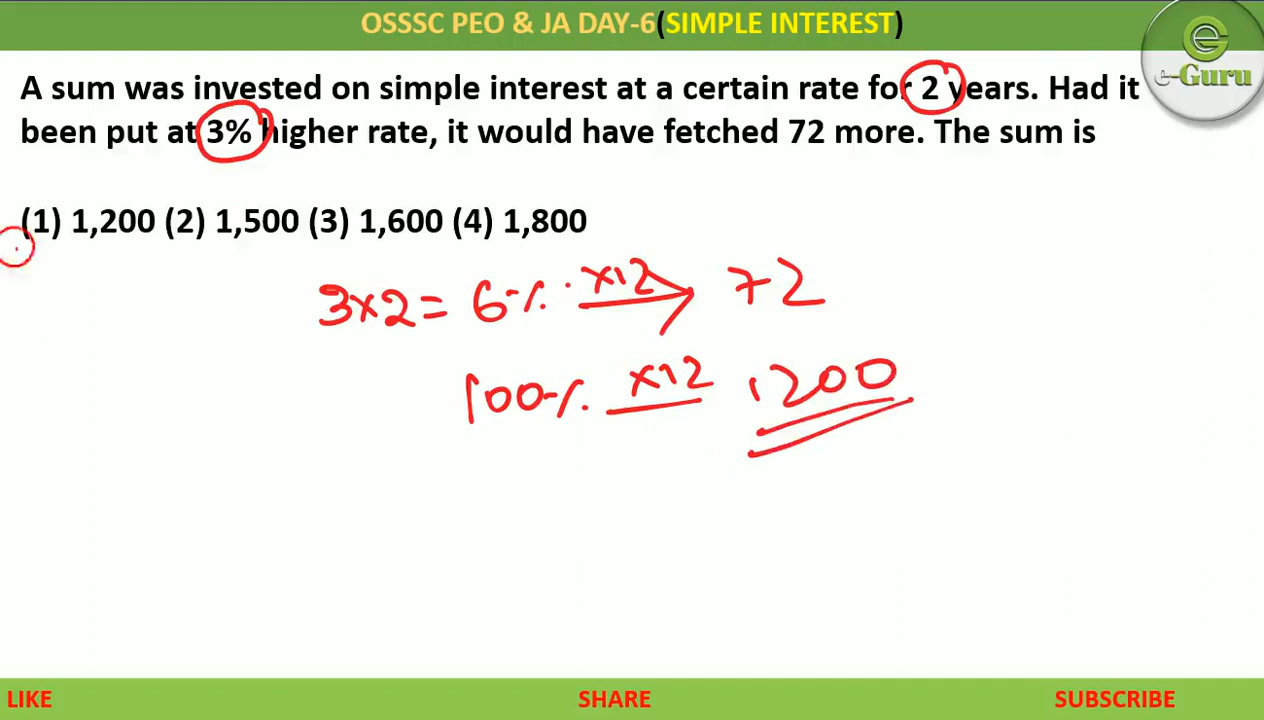 OSSSC PEO & JA DAY-6(SIMPLE INTEREST)
e-Guru
A sum was invested on simple interest at a certain rate for 2 years. Had it
been put at 3% higher rate, it would have fetched 72 more. The sum is
(1) 1,200 (2) 1,500 (3) 1,600 (4) 1,800
3×2= 6% ×12 72
100% ×12 1200
LIKE SHARE SUBSCRIBE